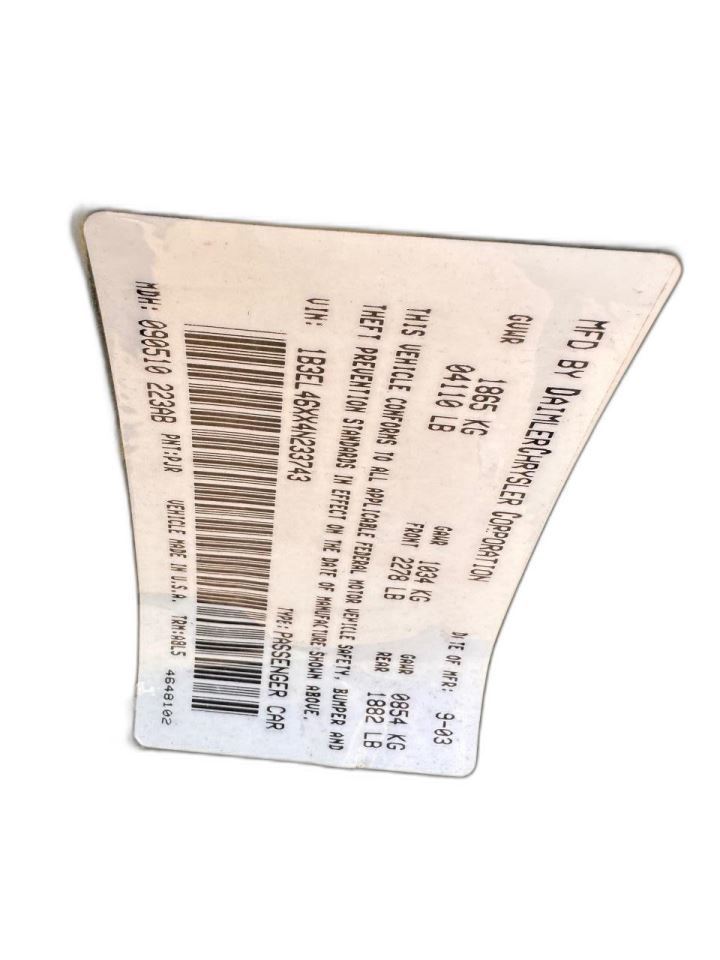 MFD BY DAIMLERCHRYSLER CORPORATION
DATE OF MFR: 9-03
GVWR 1865 KG
04110 LB
GAWR 1034 KG
FRONT 2278 LB
GAWR 0854 KG
REAR 1882 LB
THIS VEHICLE CONFORMS TO ALL APPLICABLE FEDERAL MOTOR VEHICLE SAFETY, BUMPER AND
THEFT PREVENTION STANDARDS IN EFFECT ON THE DATE OF MANUFACTURE SHOWN ABOVE.
VIN: 1B3EL46XX4N233743
TYPE: PASSENGER CAR
MDH: 090510 223AB PNT:PJR VEHICLE MADE IN U.S.A. TRM:ABL5 4648102